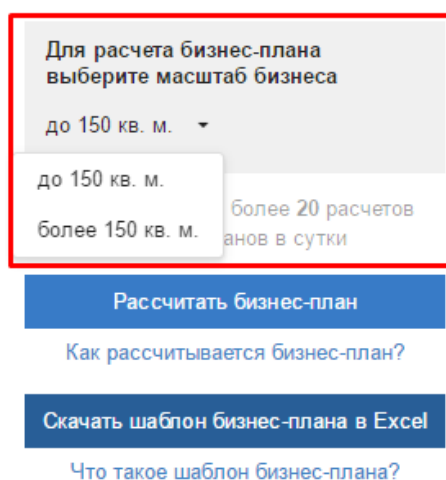 Для расчета бизнес-плана
выберите масштаб бизнеса
до 150 кв. м.
до 150 кв. м.
более 150 кв. м.
более 20 расчетов
в сутки
Рассчитать бизнес-план
Как рассчитывается бизнес-план?
Скачать шаблон бизнес-плана в Excel
Что такое шаблон бизнес-плана?